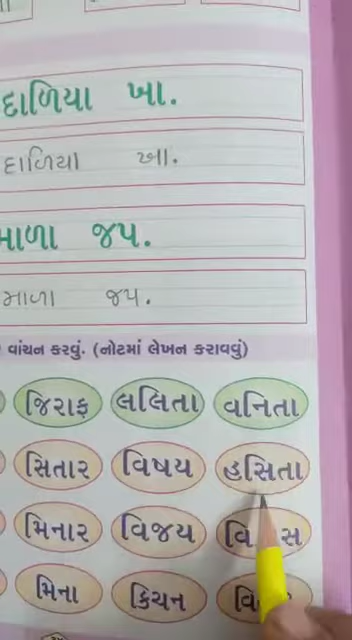 દાળિયા ખા.
દાળિયા ખા.
માળા જપ.
માળા જપ.
વાંચન કરવું. (નોટમાં લેખન કરાવવું)
જિરાફ લલિતા વનિતા
સિતાર વિષય હસિતા
મિનાર વિજય
મિના કિચન